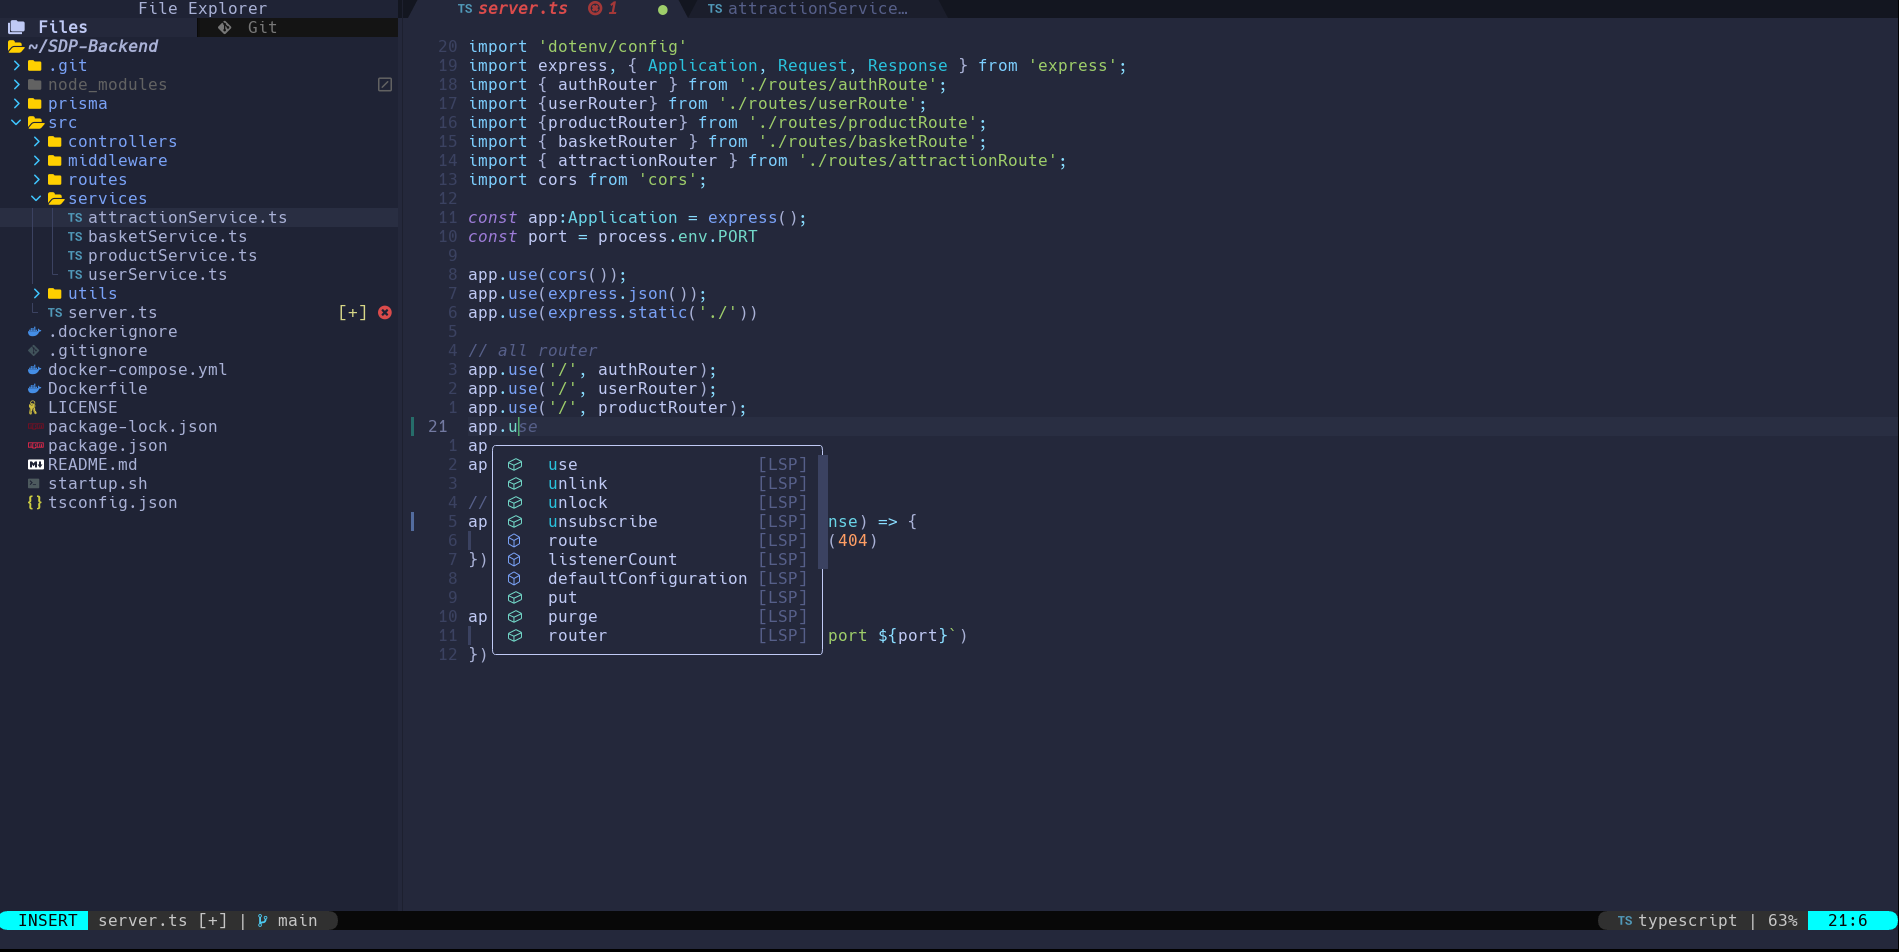 File Explorer
Files Git
~/SDP-Backend
.git
node_modules
prisma
src
controllers
middleware
routes
services
TS attractionService.ts
TS basketService.ts
TS productService.ts
TS userService.ts
utils
TS server.ts [+]
.dockerignore
.gitignore
docker-compose.yml
Dockerfile
LICENSE
package-lock.json
package.json
README.md
startup.sh
{} tsconfig.json
TS server.ts 1 TS attractionService…
20 import 'dotenv/config'
19 import express, { Application, Request, Response } from 'express';
18 import { authRouter } from './routes/authRoute';
17 import {userRouter} from './routes/userRoute';
16 import {productRouter} from './routes/productRoute';
15 import { basketRouter } from './routes/basketRoute';
14 import { attractionRouter } from './routes/attractionRoute';
13 import cors from 'cors';
12
11 const app:Application = express();
10 const port = process.env.PORT
9
8 app.use(cors());
7 app.use(express.json());
6 app.use(express.static('./'))
5
4 // all router
3 app.use('/', authRouter);
2 app.use('/', userRouter);
1 app.use('/', productRouter);
21 app.use
1 ap
2 ap
3
4 //
5 ap nse) => {
6 (404)
7 })
8
9
10 ap
11 port ${port}`)
12 })
use [LSP]
unlink [LSP]
unlock [LSP]
unsubscribe [LSP]
route [LSP]
listenerCount [LSP]
defaultConfiguration [LSP]
put [LSP]
purge [LSP]
router [LSP]
INSERT server.ts [+] | main TS typescript | 63% 21:6